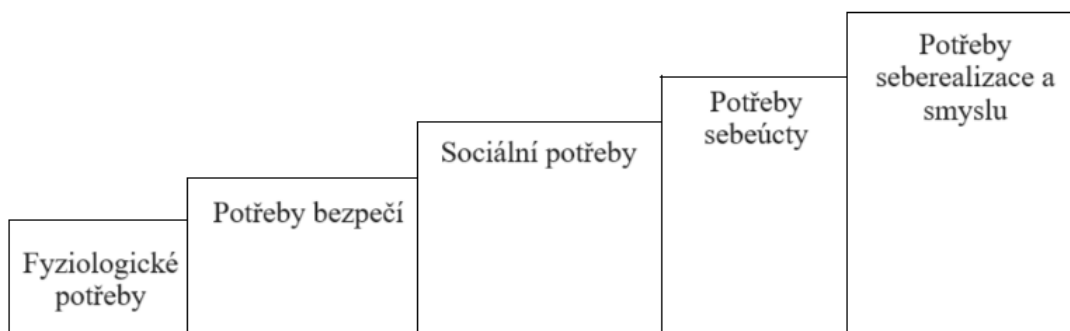 Fyziologické
potřeby
Potřeby bezpečí
Sociální potřeby
Potřeby
sebeúcty
Potřeby
seberealizace a
smyslu